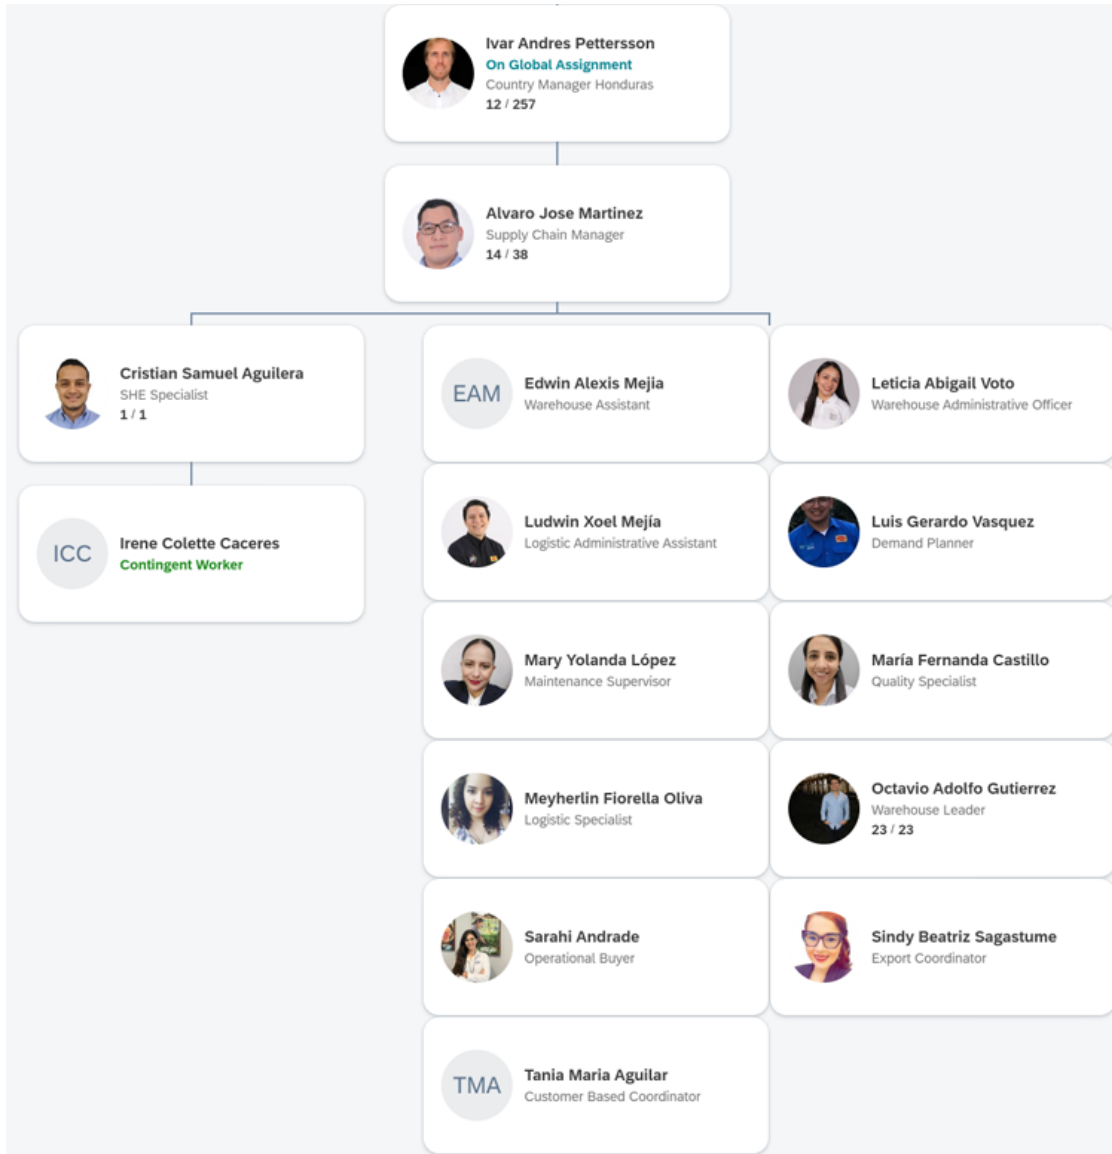 Ivar Andres Pettersson
On Global Assignment
Country Manager Honduras
12 / 257
Alvaro Jose Martinez
Supply Chain Manager
14 / 38
Cristian Samuel Aguilera
SHE Specialist
1 / 1
ICC
Irene Colette Caceres
Contingent Worker
EAM
Edwin Alexis Mejia
Warehouse Assistant
Leticia Abigail Voto
Warehouse Administrative Officer
Ludwin Xoel Mejía
Logistic Administrative Assistant
Luis Gerardo Vasquez
Demand Planner
Mary Yolanda López
Maintenance Supervisor
María Fernanda Castillo
Quality Specialist
Meyherlin Fiorella Oliva
Logistic Specialist
Octavio Adolfo Gutierrez
Warehouse Leader
23 / 23
Sarahi Andrade
Operational Buyer
Sindy Beatriz Sagastume
Export Coordinator
TMA
Tania Maria Aguilar
Customer Based Coordinator